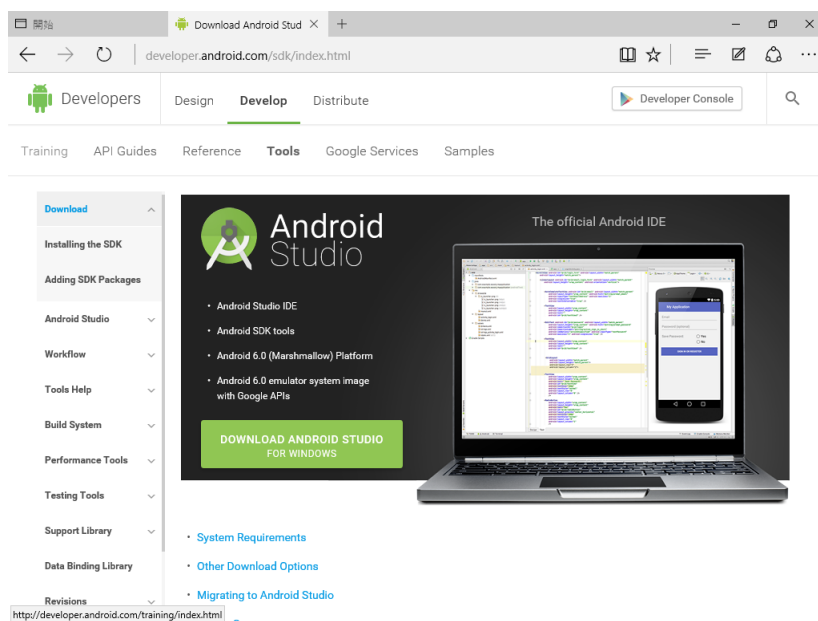 開始
Download Android Stud
developer.android.com/sdk/index.html
Developers
Design Develop Distribute
Developer Console
Training API Guides Reference Tools Google Services Samples
Download
Installing the SDK
Adding SDK Packages
Android Studio
Workflow
Tools Help
Build System
Performance Tools
Testing Tools
Support Library
Data Binding Library
Revisions
http://developer.android.com/training/index.html
Android
Studio
The official Android IDE
• Android Studio IDE
• Android SDK tools
• Android 6.0 (Marshmallow) Platform
• Android 6.0 emulator system image
with Google APIs
DOWNLOAD ANDROID STUDIO
FOR WINDOWS
My Application
• System Requirements
• Other Download Options
• Migrating to Android Studio